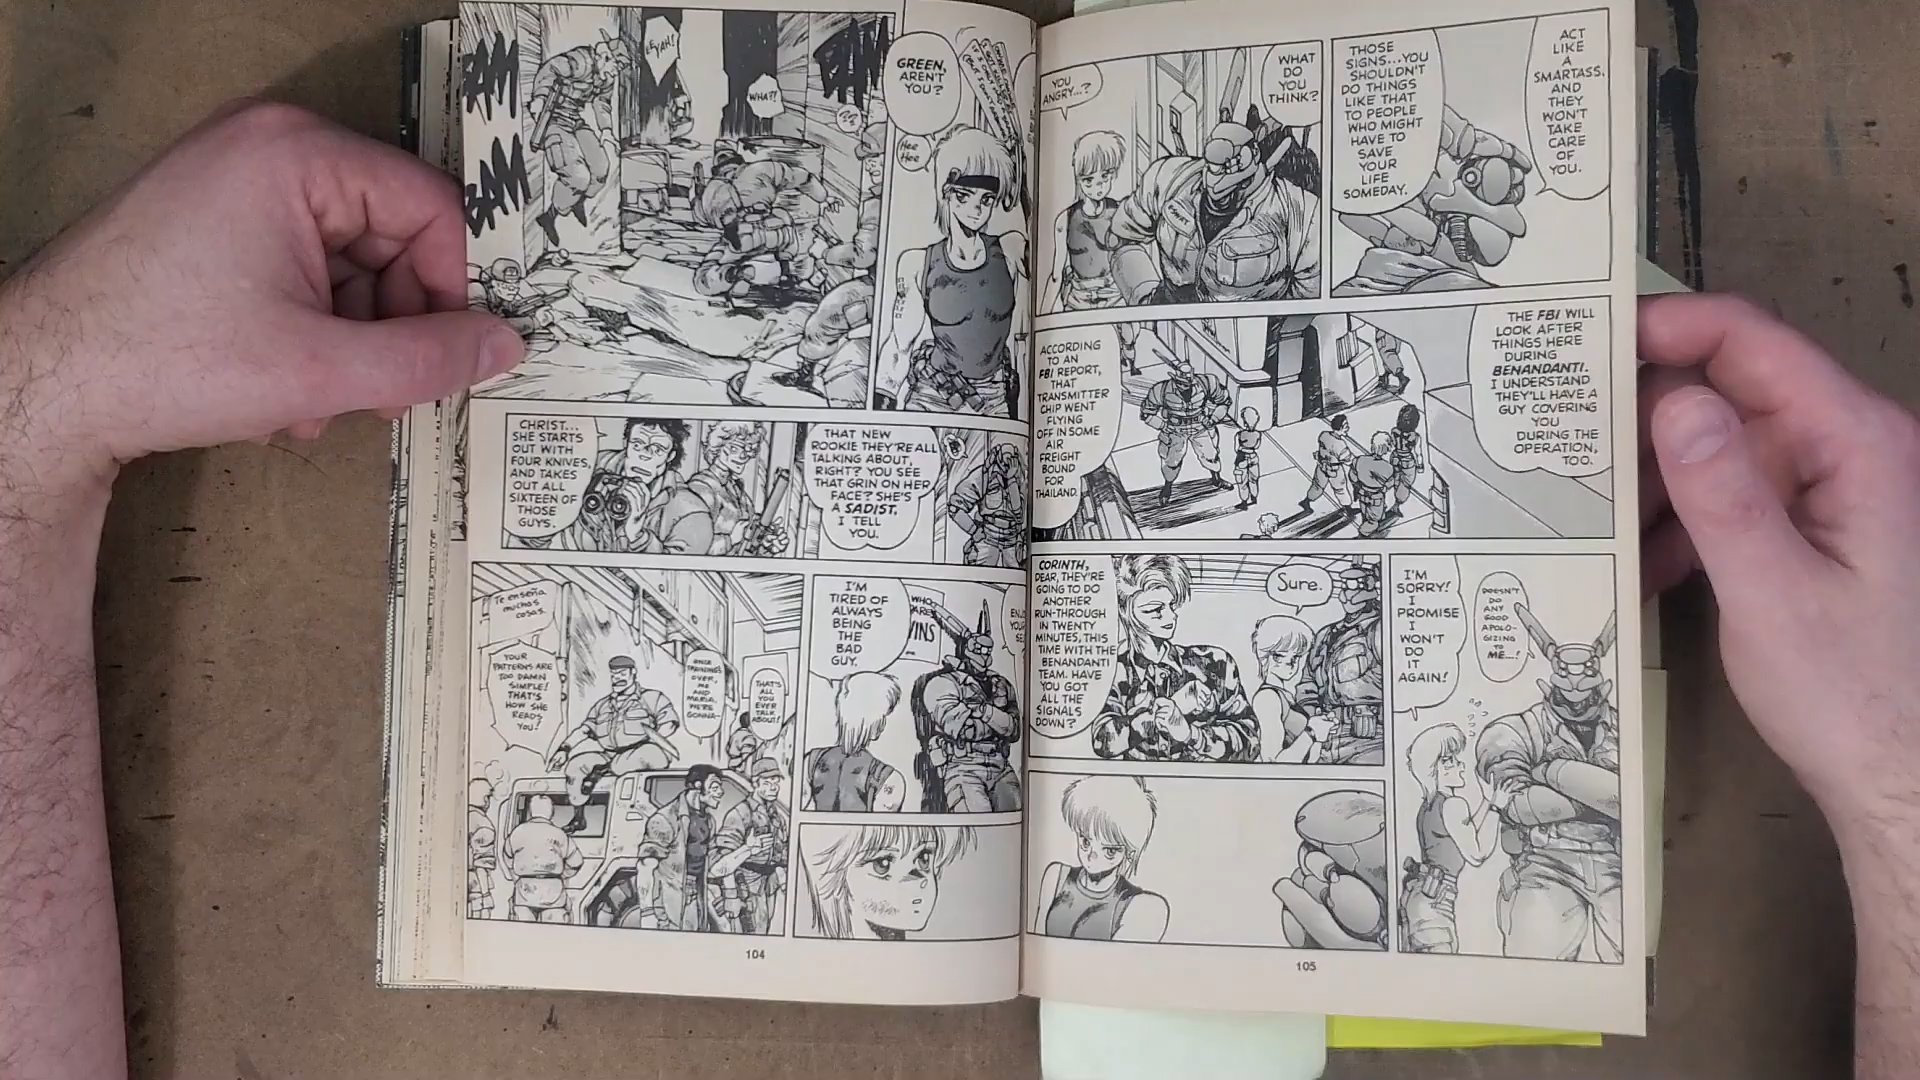 BAM
BAM
EEYAH!
WHAT?!
??
BAM
GREEN,
AREN'T
YOU?
HEE
HEE
CHRIST...
SHE STARTS
OUT WITH
FOUR KNIVES,
AND TAKES
OUT ALL
SIXTEEN OF
THOSE
GUYS.
THAT NEW
ROOKIE THEY'RE ALL
TALKING ABOUT,
RIGHT? YOU SEE
THAT GRIN ON HER
FACE? SHE'S
A SADIST,
I TELL
YOU.
Te enseña
muchas
cosas.
YOUR
PATTERNS ARE
TOO DAMN
SIMPLE!
THAT'S
HOW SHE
READS
YOU!
ONCE
TRAINING'S
OVER,
ME
AND
MARIA,
WE'RE
GONNA-
THAT'S
ALL
YOU
EVER
TALK
ABOUT!
I'M
TIRED OF
ALWAYS
BEING
THE
BAD
GUY.
WHO
DARES
WINS
104
YOU
ANGRY...?
WHAT
DO
YOU
THINK?
THOSE
SIGNS...YOU
SHOULDN'T
DO THINGS
LIKE THAT
TO PEOPLE
WHO MIGHT
HAVE TO
SAVE
YOUR
LIFE
SOMEDAY.
ACT
LIKE
A
SMARTASS,
AND
THEY
WON'T
TAKE
CARE
OF
YOU.
ACCORDING
TO AN
FBI REPORT,
THAT
TRANSMITTER
CHIP WENT
FLYING
OFF IN SOME
AIR
FREIGHT
BOUND
FOR
THAILAND.
THE FBI WILL
LOOK AFTER
THINGS HERE
DURING
BENANDANTI.
I UNDERSTAND
THEY'LL HAVE A
GUY COVERING
YOU
DURING THE
OPERATION,
TOO.
CORINTH,
DEAR, THEY'RE
GOING TO DO
ANOTHER
RUN-THROUGH
IN TWENTY
MINUTES, THIS
TIME WITH THE
BENANDANTI
TEAM. HAVE
YOU GOT
ALL THE
SIGNALS
DOWN?
Sure.
I'M
SORRY!
I
PROMISE
I
WON'T
DO
IT
AGAIN!
DOESN'T
DO
ANY
GOOD
APOLO-
GIZING
TO
ME...!
105